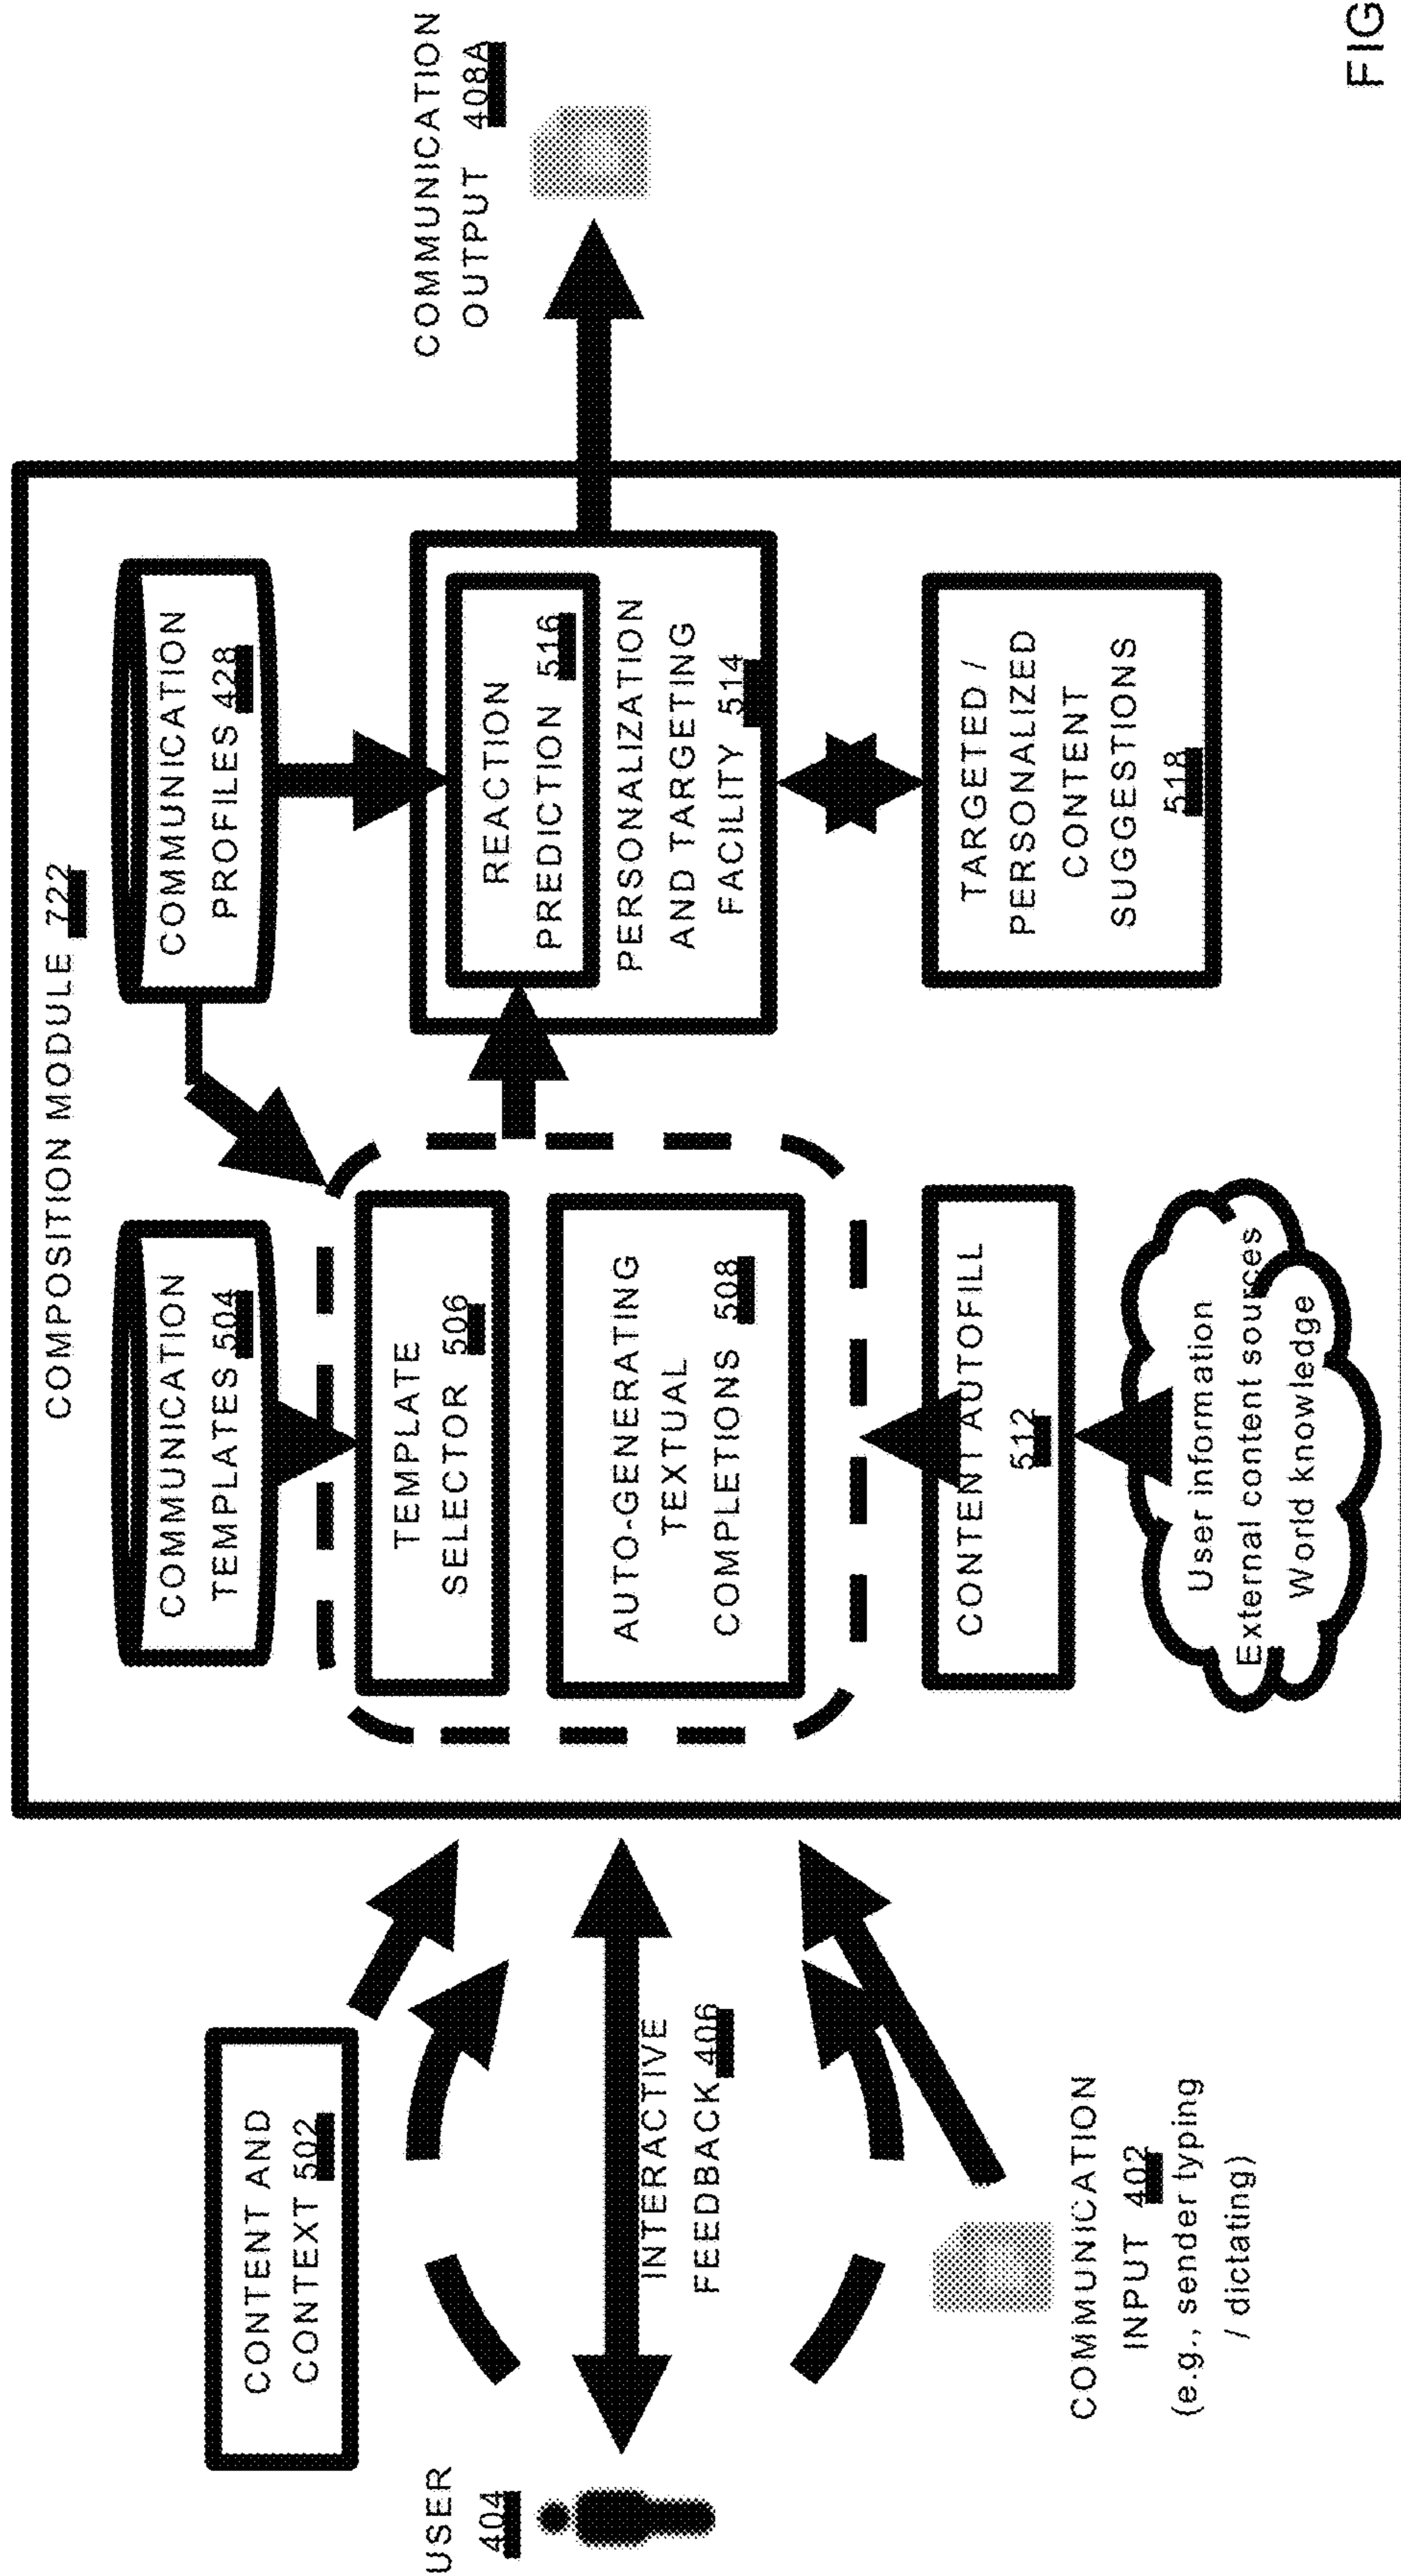 COMPOSITION MODULE 722
CONTENT AND
CONTEXT 502
USER
404
INTERACTIVE
FEEDBACK 406
COMMUNICATION
INPUT 402
(e.g., sender typing
/ dictating)
COMMUNICATION
TEMPLATES 504
TEMPLATE
SELECTOR 506
AUTO-GENERATING
TEXTUAL
COMPLETIONS 508
CONTENT AUTOFILL
512
User information
External content sources
World knowledge
COMMUNICATION
PROFILES 428
REACTION
PREDICTION 516
PERSONALIZATION
AND TARGETING
FACILITY 514
TARGETED /
PERSONALIZED
CONTENT
SUGGESTIONS
518
COMMUNICATION
OUTPUT 408A
FIG